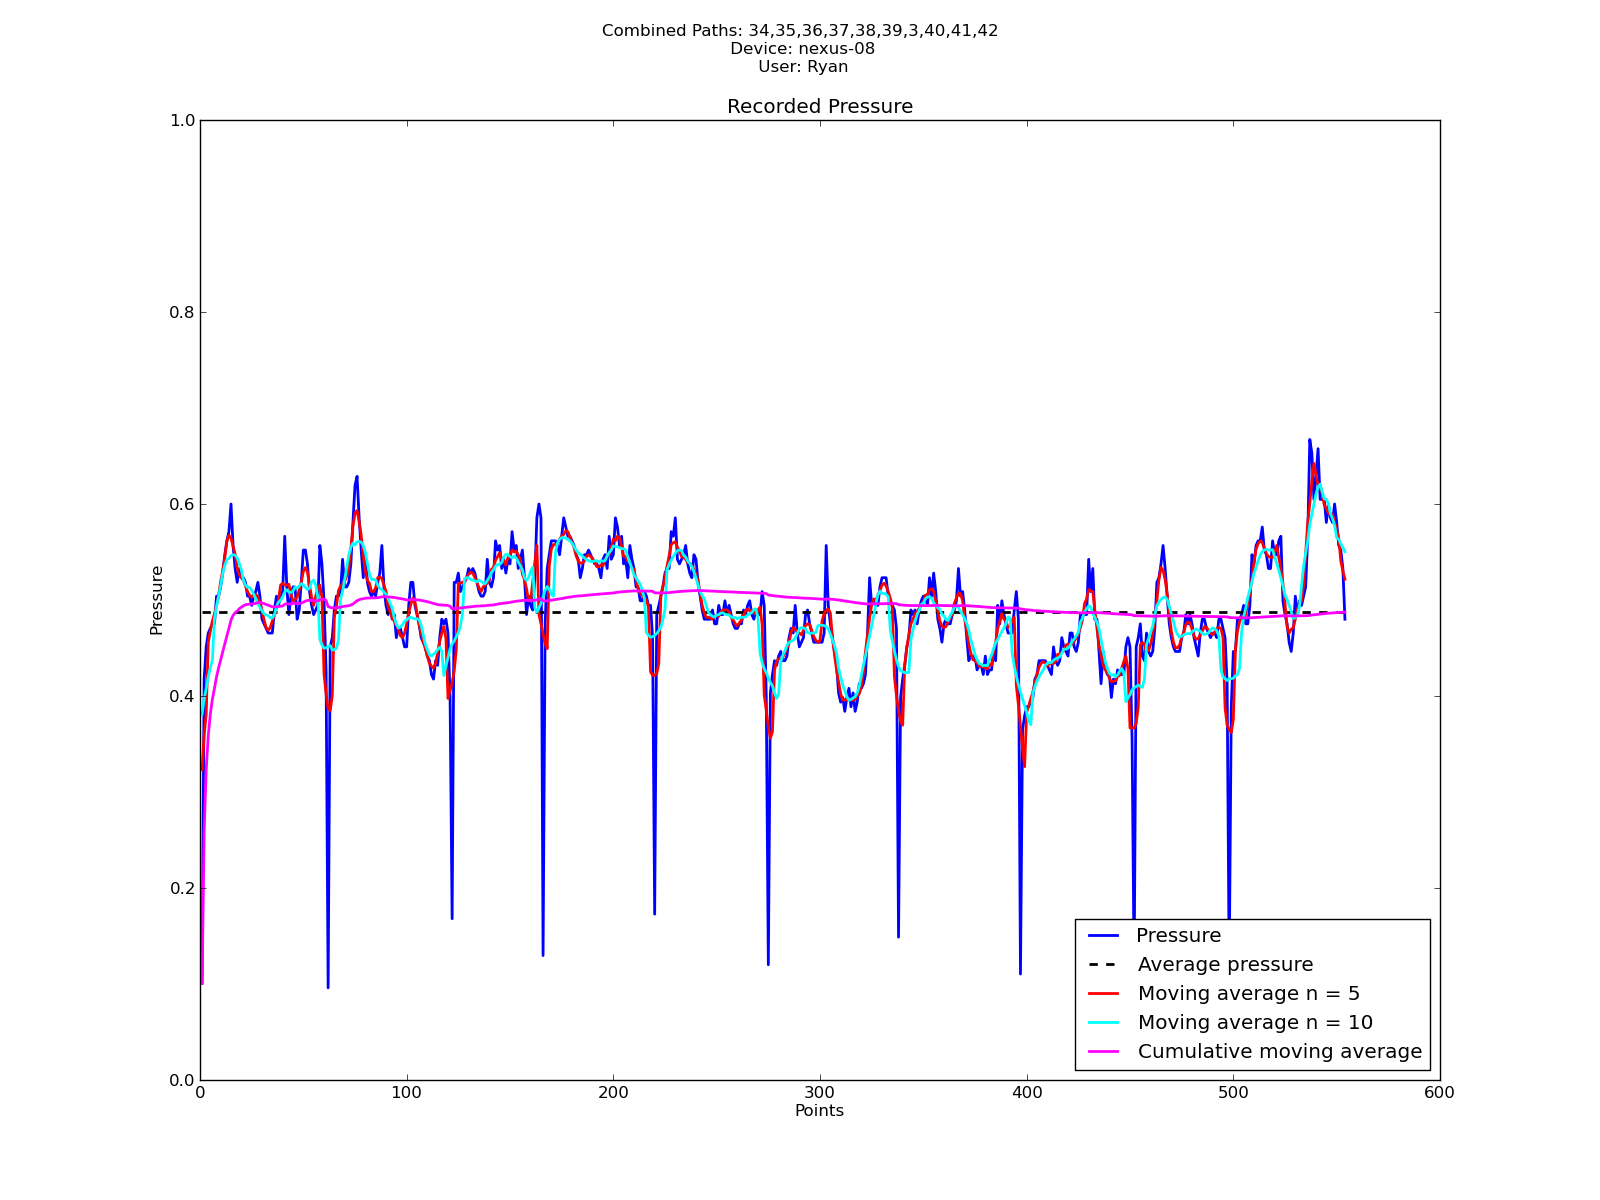 Combined Paths: 34,35,36,37,38,39,3,40,41,42
Device: nexus-08
User: Ryan
Recorded Pressure
1.0
0.8
0.6
0.4
0.2
0.0
Pressure
0 100 200 300 400 500 600
Points
Pressure
Average pressure
Moving average n = 5
Moving average n = 10
Cumulative moving average